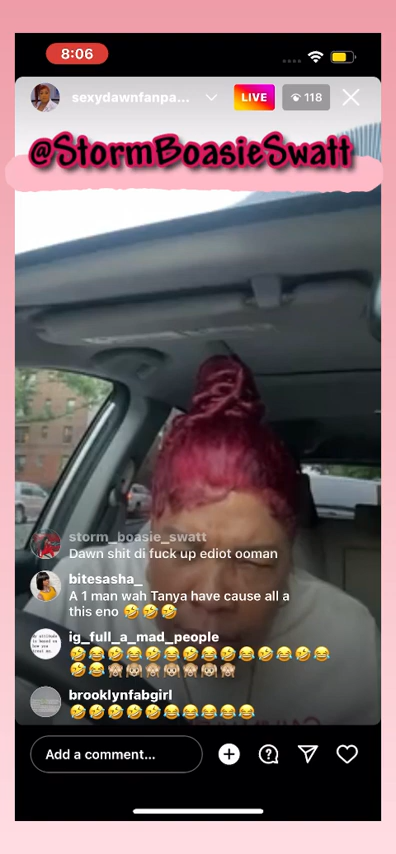 8:06
sexydawnfanpa...
LIVE
118
@StormBoasieSwatt
storm_boasie_swatt
Dawn shit di fuck up ediot ooman
bitesasha_
A 1 man wah Tanya have cause all a
this eno 🤣🤣🤣
ig_full_a_mad_people
🤣😂🤣😂🤣😂🤣😂🤣😂🤣😂🤣😂
🤣😂🙈🙉🙈🙉🙈🙉🙈
brooklynfabgirl
🤣🤣🤣🤣🤣😂😂😂😂😂
Add a comment...